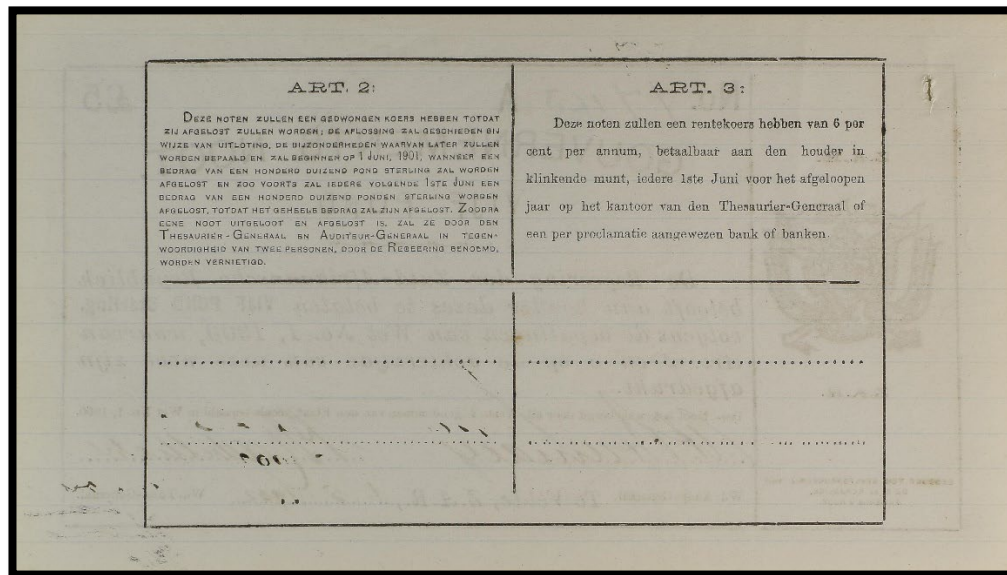 ART. 2:
DEZE NOTEN ZULLEN EEN GEDWONGEN KOERS HEBBEN TOTDAT
ZIJ AFGELOST ZULLEN WORDEN; DE AFLOSSING ZAL GESCHIEDEN BIJ
WIJZE VAN UITLOTING, DE BIJZONDERHEDEN WAARVAN LATER ZULLEN
WORDEN BEPAALD EN ZAL BEGINNEN OP 1 JUNI, 1901, WANNEER EEN
BEDRAG VAN EEN HONDERD DUIZEND POND STERLING ZAL WORDEN
AFGELOST EN ZOO VOORTS ZAL IEDERE VOLGENDE 1STE JUNI EEN
BEDRAG VAN EEN HONDERD DUIZEND PONDEN STERLING WORDEN
AFGELOST, TOTDAT HET GEHEELE BEDRAG ZAL ZIJN AFGELOST. ZOODRA
EENE NOOT UITGELOOT EN AFGELOST IS, ZAL ZE DOOR DEN
THESAURIER-GENERAAL EN AUDITEUR-GENERAAL IN TEGEN-
WOORDIGHEID VAN TWEE PERSONEN, DOOR DE REGEERING BENOEMD,
WORDEN VERNIETIGD.
ART. 3:
Deze noten zullen een rentekoers hebben van 6 per
cent per annum, betaalbaar aan den houder in
klinkende munt, iedere 1ste Juni voor het afgeloopen
jaar op het kantoor van den Thesaurier-Generaal of
een per proclamatie aangewezen bank of banken.